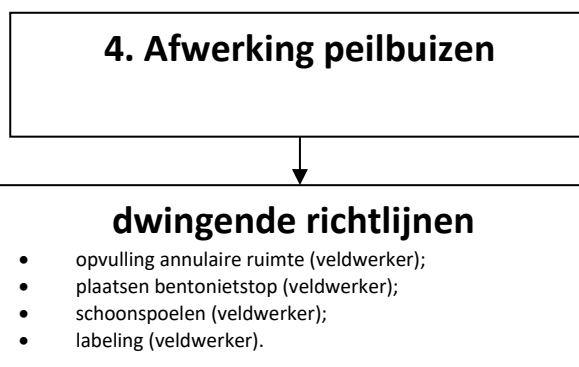 4. Afwerking peilbuizen
dwingende richtlijnen
• opvulling annulaire ruimte (veldwerker);
• plaatsen bentonietstop (veldwerker);
• schoonspoelen (veldwerker);
• labeling (veldwerker).